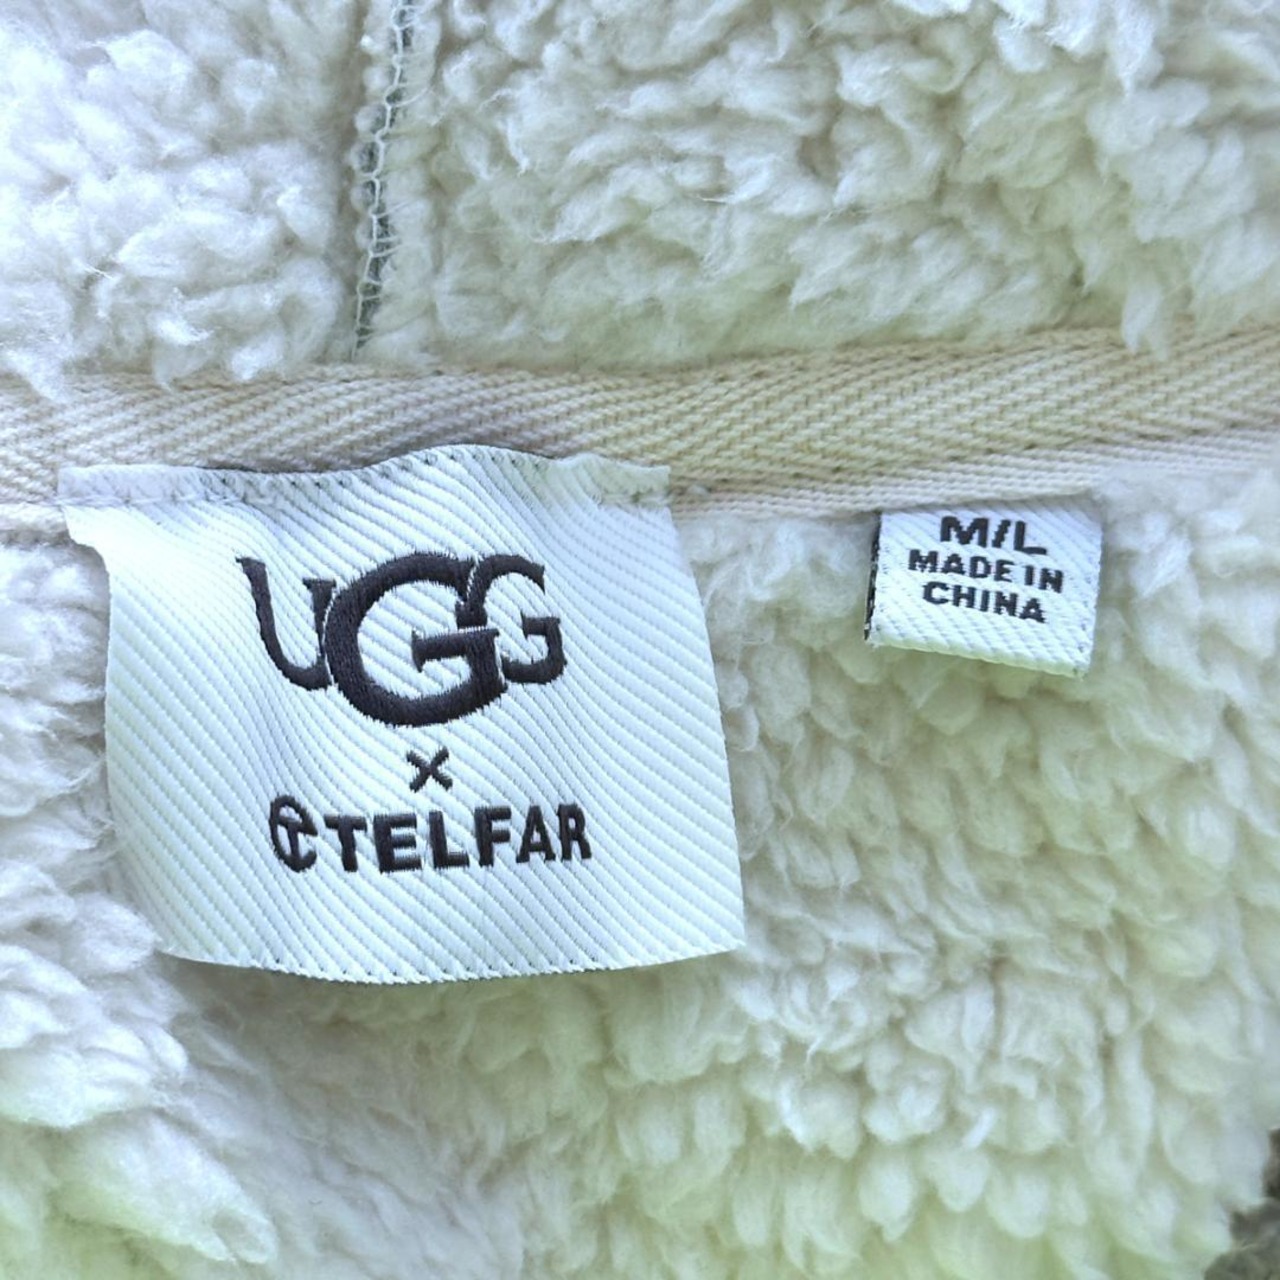 UGG
×
TELFAR
M/L
MADE IN
CHINA